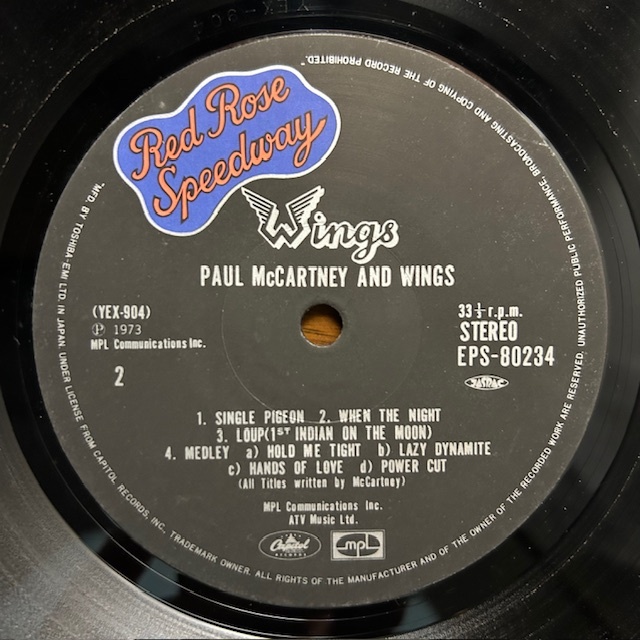 Red Rose
Speedway
Wings
PAUL McCARTNEY AND WINGS
(YEX-904)
Ⓟ 1973
MPL Communications Inc.
2
33⅓r.p.m.
STEREO
EPS-80234
JASRAC
1. SINGLE PIGEON 2. WHEN THE NIGHT
3. LOUP(1ST INDIAN ON THE MOON)
4. MEDLEY a) HOLD ME TIGHT b) LAZY DYNAMITE
c) HANDS OF LOVE d) POWER CUT
(All Titles written by McCartney)
MPL Communications Inc.
ATV Music Ltd.
Capitol
RECORDS
mpL
"MFD. BY TOSHIBA-EMI LTD. IN JAPAN, UNDER LICENSE FROM CAPITOL RECORDS, INC., TRADEMARK OWNER. ALL RIGHTS OF THE MANUFACTURER AND OF THE OWNER OF THE RECORDED WORK ARE RESERVED. UNAUTHORIZED PUBLIC PERFORMANCE, BROADCASTING AND COPYING OF THE RECORD PROHIBITED."